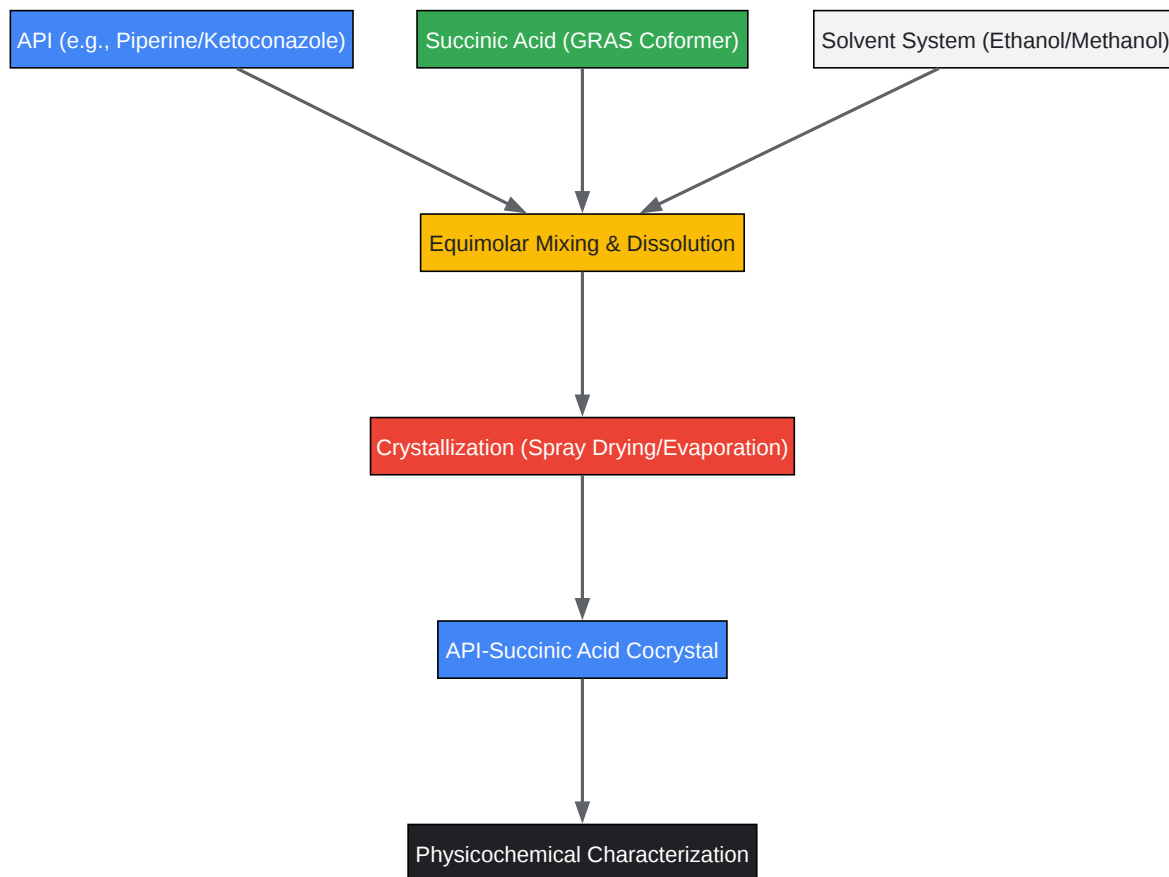 API (e.g., Piperine/Ketoconazole)
Succinic Acid (GRAS Coformer)
Solvent System (Ethanol/Methanol)
Equimolar Mixing & Dissolution
Crystallization (Spray Drying/Evaporation)
API-Succinic Acid Cocrystal
Physicochemical Characterization